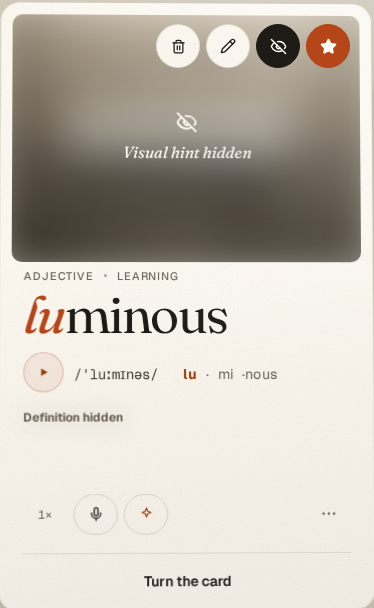 Visual hint hidden
ADJECTIVE • LEARNING
luminous
/ˈluːmɪnəs/ lu · mi ·nous
Definition hidden
1×
Turn the card